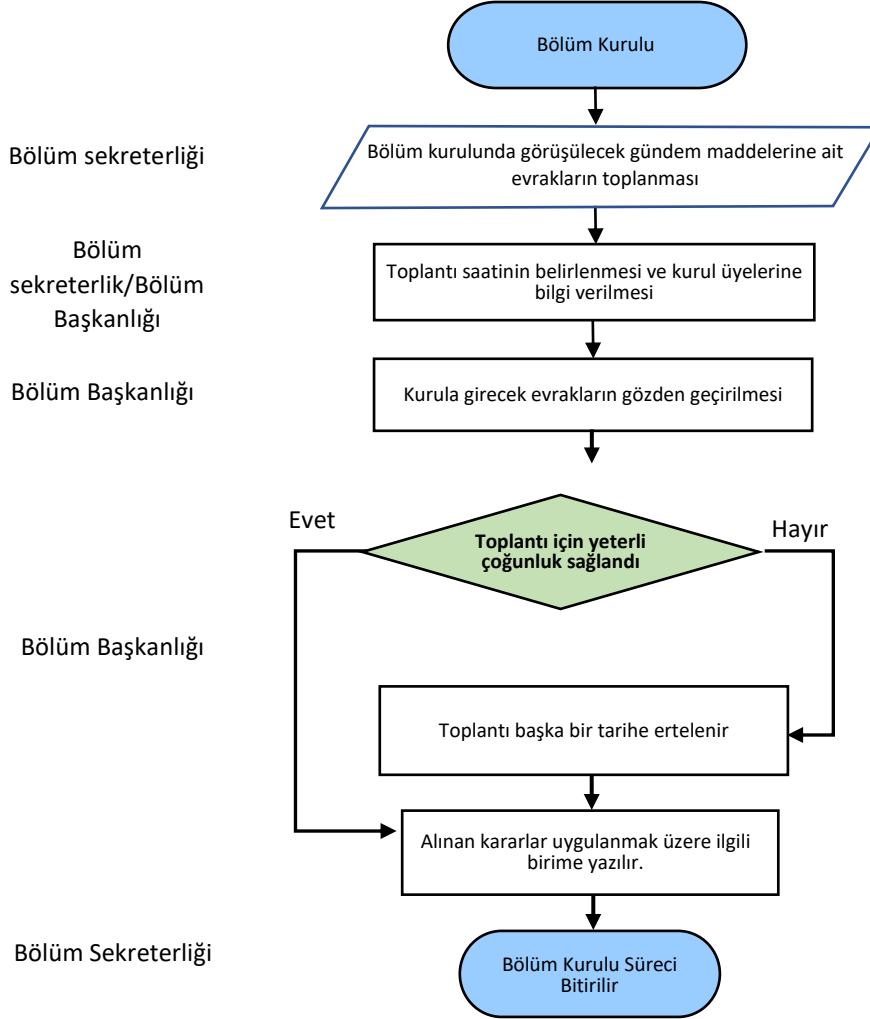 Bölüm Kurulu
Bölüm sekreterliği
Bölüm kurulunda görüşülecek gündem maddelerine ait
evrakların toplanması
Bölüm
sekreterlik/Bölüm
Başkanlığı
Toplantı saatinin belirlenmesi ve kurul üyelerine
bilgi verilmesi
Bölüm Başkanlığı
Kurula girecek evrakların gözden geçirilmesi
Evet
Toplantı için yeterli
çoğunluk sağlandı
Hayır
Bölüm Başkanlığı
Toplantı başka bir tarihe ertelenir
Alınan kararlar uygulanmak üzere ilgili
birime yazılır.
Bölüm Sekreterliği
Bölüm Kurulu Süreci
Bitirilir